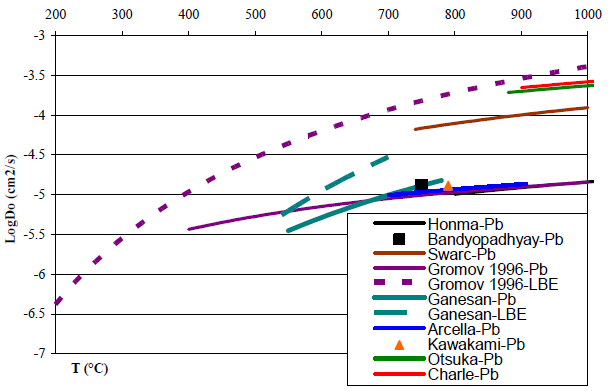 200 300 400 500 600 700 800 900 1000
-3
-3.5
-4
-4.5
-5
-5.5
-6
-6.5
-7
LogDo (cm2/s)
T (°C)
Honma-Pb
Bandyopadhyay-Pb
Swarc-Pb
Gromov 1996-Pb
Gromov 1996-LBE
Ganesan-Pb
Ganesan-LBE
Arcella-Pb
Kawakami-Pb
Otsuka-Pb
Charle-Pb